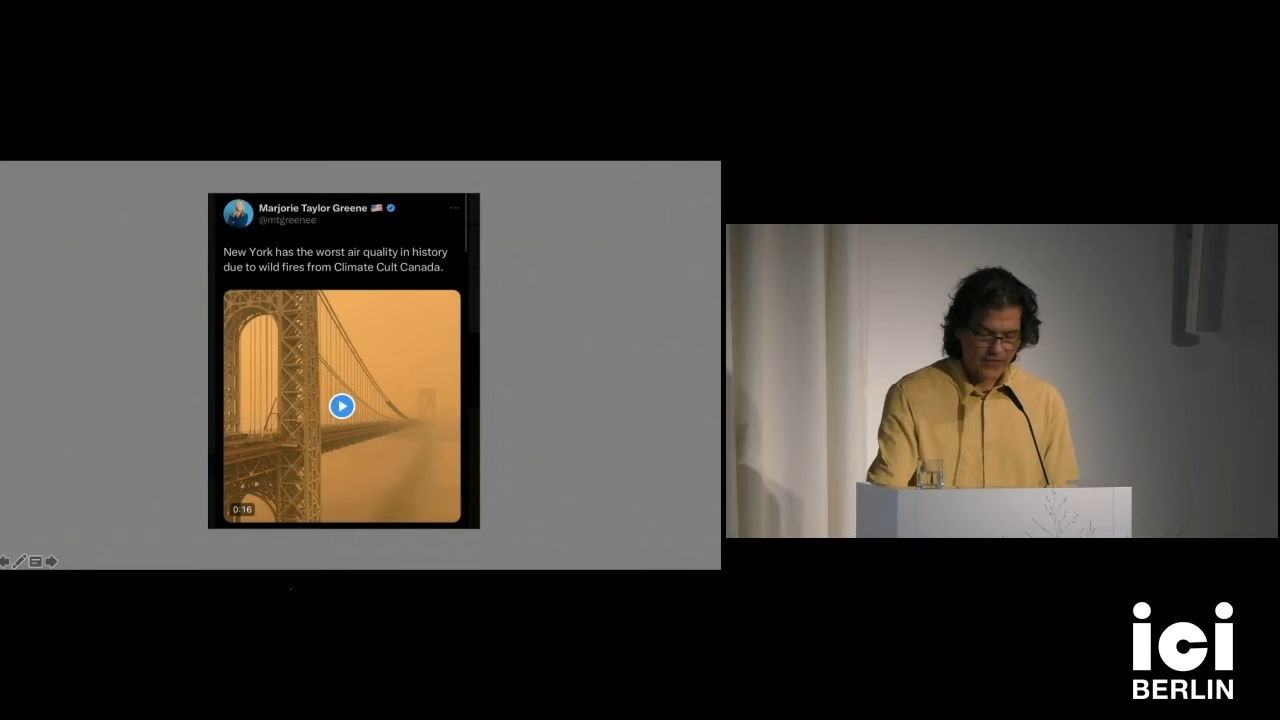 Marjorie Taylor Greene 🇺🇸
@mtgreenee
New York has the worst air quality in history
due to wild fires from Climate Cult Canada.
0:16
ici
BERLIN